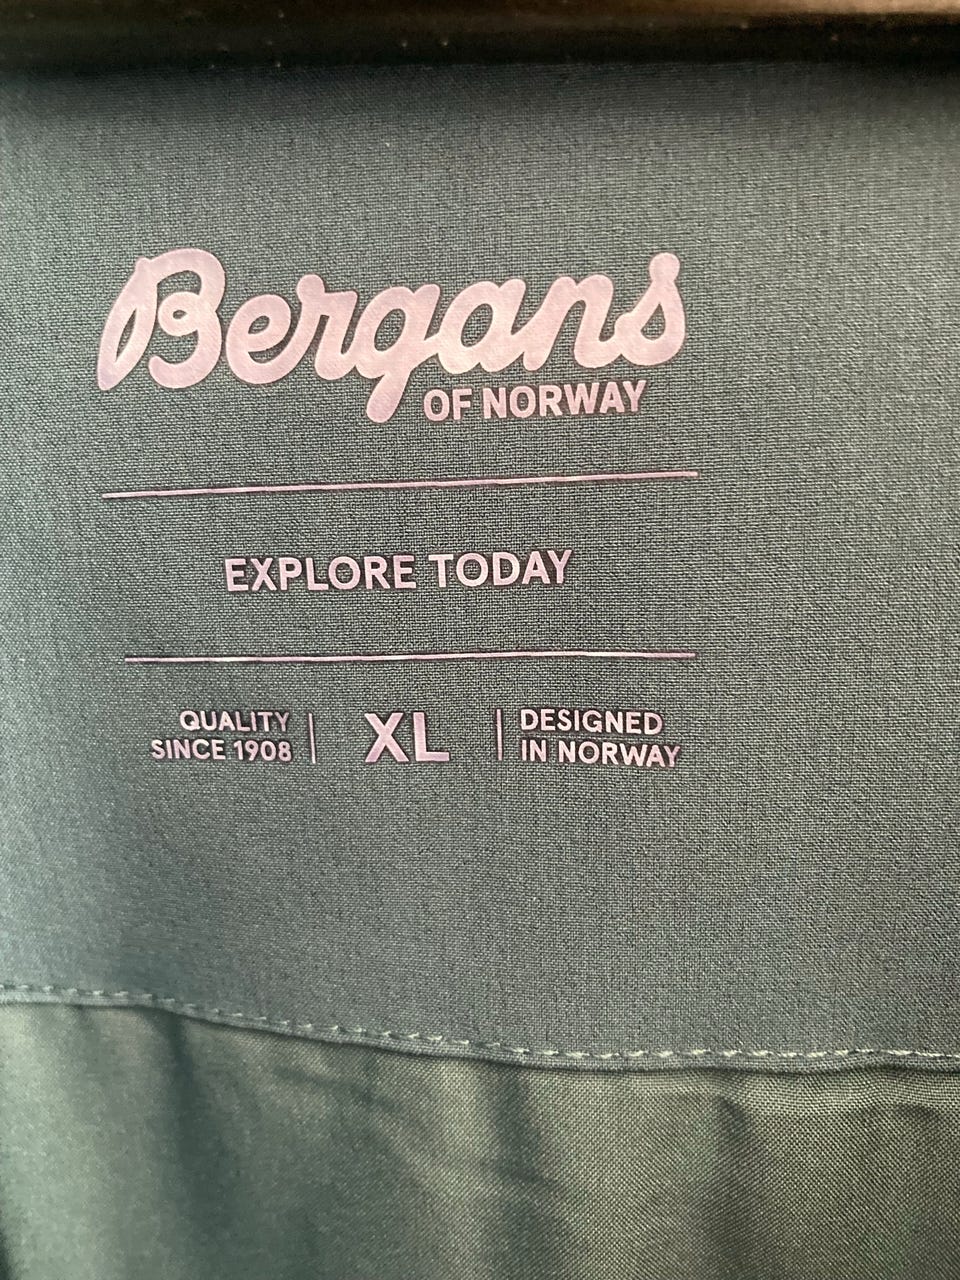 Bergans
OF NORWAY
EXPLORE TODAY
QUALITY
SINCE 1908
XL
DESIGNED
IN NORWAY